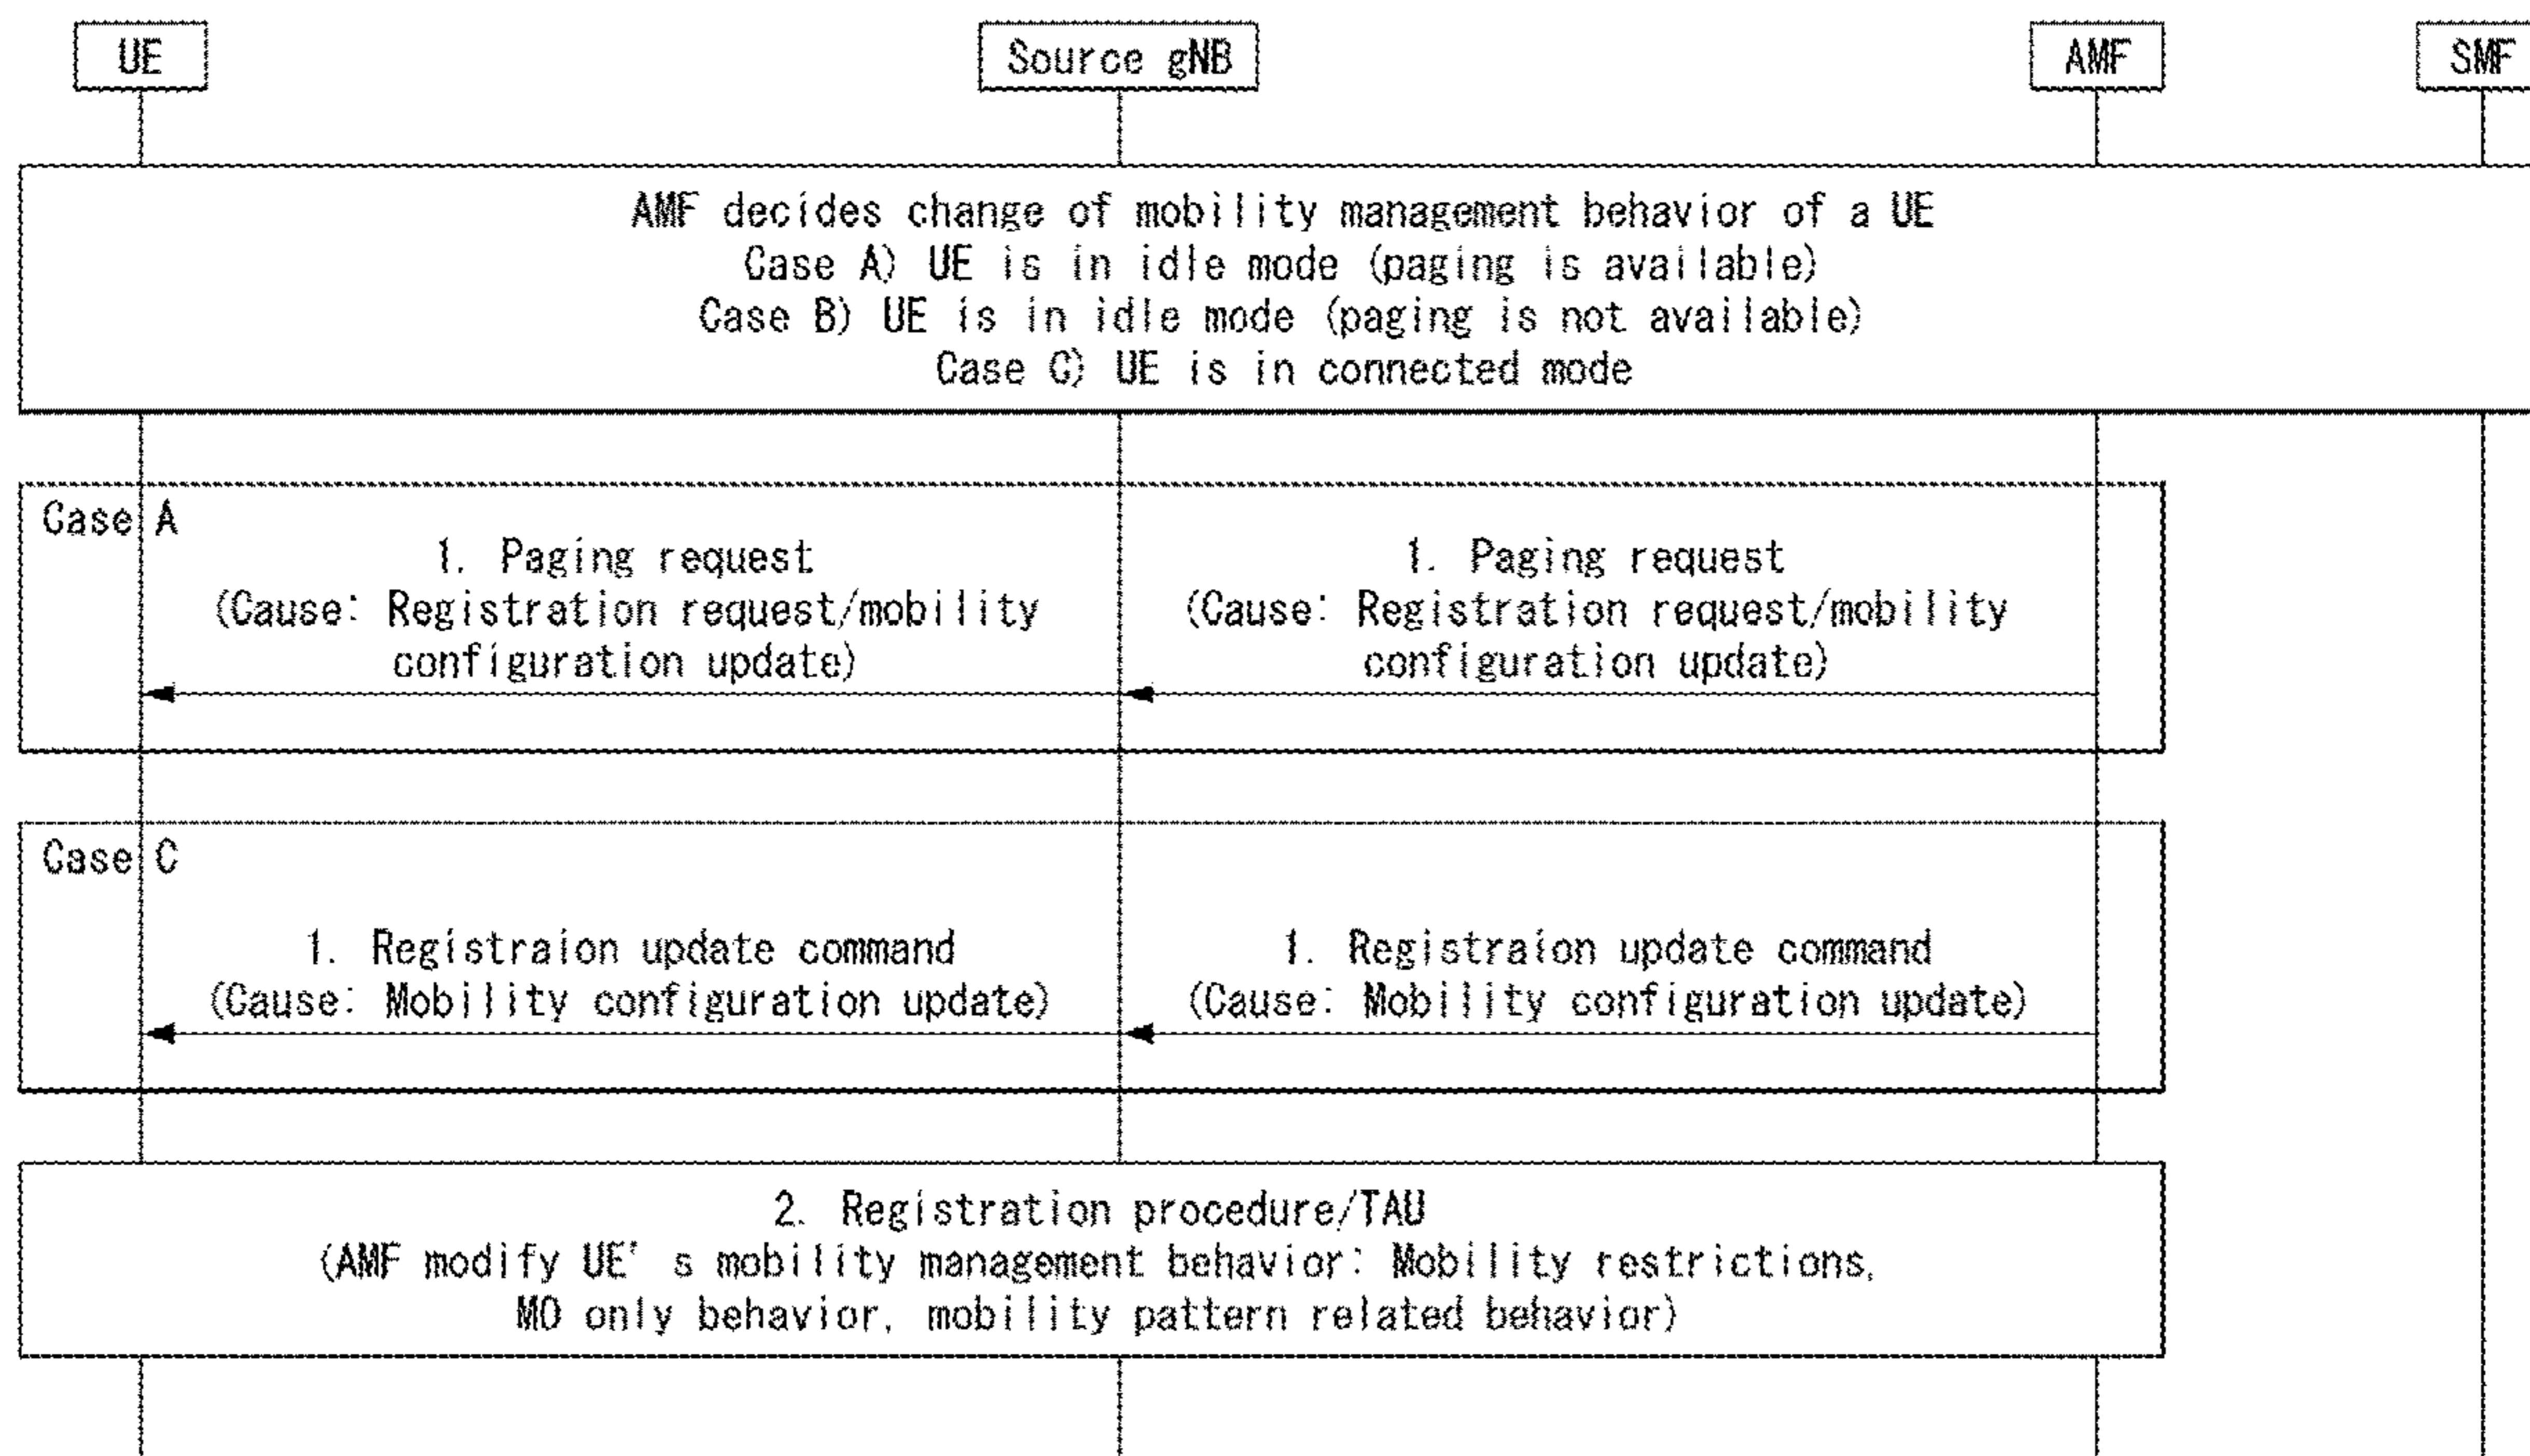 UE
Source gNB
AMF
SMF
AMF decides change of mobility management behavior of a UE
Case A) UE is in idle mode (paging is available)
Case B) UE is in idle mode (paging is not available)
Case C) UE is in connected mode
Case A
1. Paging request
(Cause: Registration request/mobility
configuration update)
1. Paging request
(Cause: Registration request/mobility
configuration update)
Case C
1. Registraion update command
(Cause: Mobility configuration update)
1. Registraion update command
(Cause: Mobility configuration update)
2. Registration procedure/TAU
(AMF modify UE' s mobility management behavior: Mobility restrictions,
MO only behavior, mobility pattern related behavior)